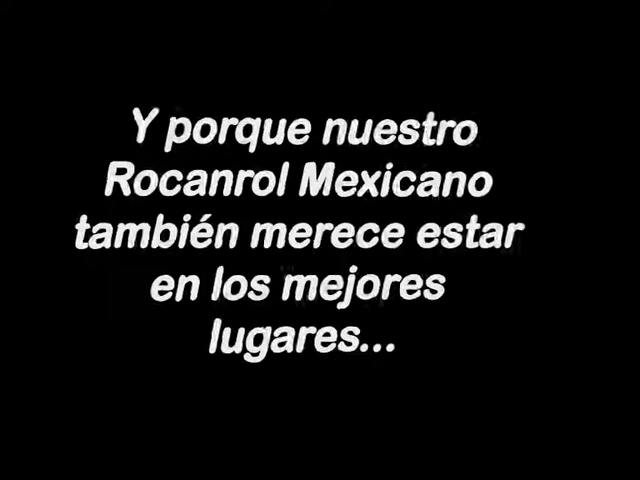 Y porque nuestro
Rocanrol Mexicano
también merece estar
en los mejores
lugares...